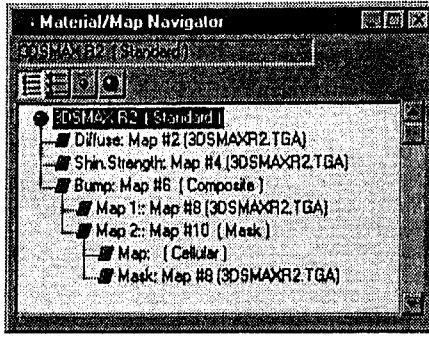 Material/Map Navigator
3DSMAX R2 ( Standard )
3DSMAX R2 ( Standard )
Diffuse: Map #2 (3DSMAXR2.TGA)
Shin.Strength: Map #4 (3DSMAXR2.TGA)
Bump: Map #6 ( Composite )
Map 1:: Map #8 (3DSMAXR2.TGA)
Map 2:: Map #10 ( Mask )
Map: ( Cellular )
Mask: Map #8 (3DSMAXR2.TGA)